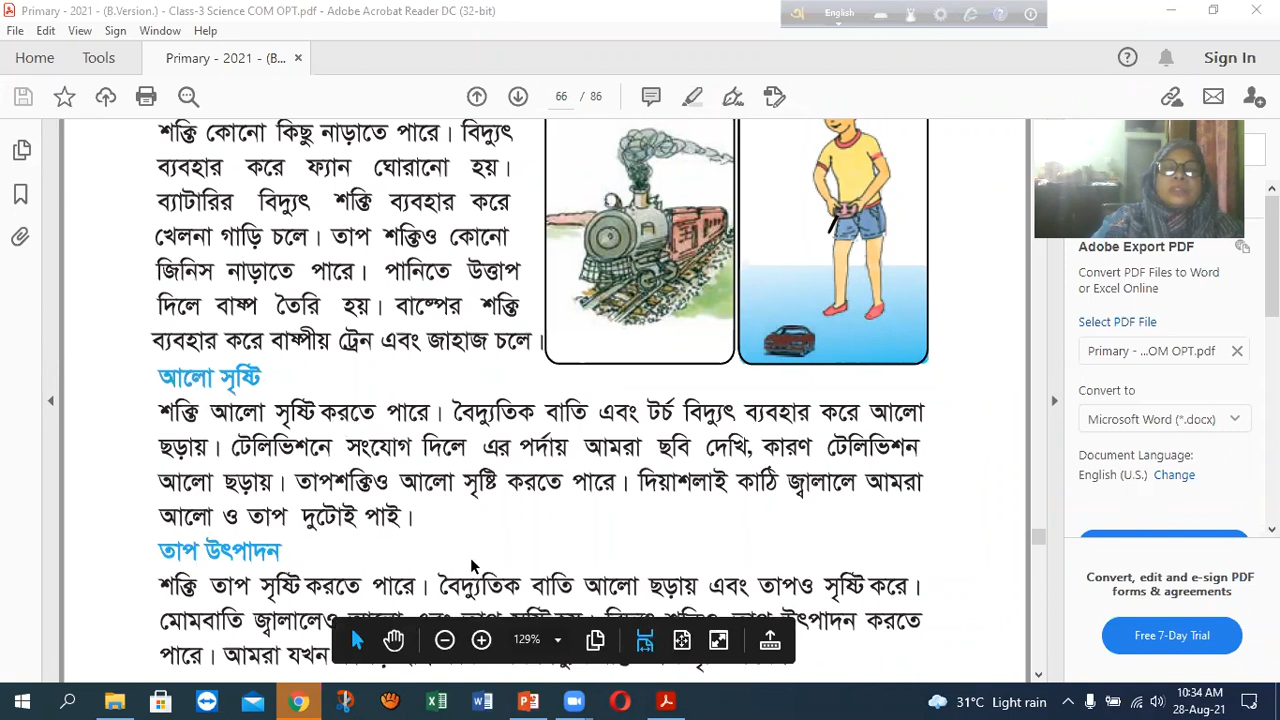 Primary - 2021 - (B.Version.) - Class-3 Science COM OPT.pdf - Adobe Acrobat Reader DC (32-bit)
English
File Edit View Sign Window Help
Home Tools Primary - 2021 - (B... × Sign In
66 / 86
শক্তি কোনো কিছু নাড়াতে পারে। বিদ্যুৎ
ব্যবহার করে ফ্যান ঘোরানো হয়।
ব্যাটারির বিদ্যুৎ শক্তি ব্যবহার করে
খেলনা গাড়ি চলে। তাপ শক্তিও কোনো
জিনিস নাড়াতে পারে। পানিতে উত্তাপ
দিলে বাষ্প তৈরি হয়। বাষ্পের শক্তি
ব্যবহার করে বাষ্পীয় ট্রেন এবং জাহাজ চলে।
আলো সৃষ্টি
শক্তি আলো সৃষ্টি করতে পারে। বৈদ্যুতিক বাতি এবং টর্চ বিদ্যুৎ ব্যবহার করে আলো
ছড়ায়। টেলিভিশনে সংযোগ দিলে এর পর্দায় আমরা ছবি দেখি, কারণ টেলিভিশন
আলো ছড়ায়। তাপশক্তিও আলো সৃষ্টি করতে পারে। দিয়াশলাই কাঠি জ্বালালে আমরা
আলো ও তাপ দুটোই পাই।
তাপ উৎপাদন
শক্তি তাপ সৃষ্টি করতে পারে। বৈদ্যুতিক বাতি আলো ছড়ায় এবং তাপও সৃষ্টি করে।
মোমবাতি জ্বালালেও উৎপাদন করতে
পারে। আমরা যখন
Adobe Export PDF
Convert PDF Files to Word
or Excel Online
Select PDF File
Primary - ...OM OPT.pdf
Convert to
Microsoft Word (*.docx)
Document Language:
English (U.S.) Change
Convert, edit and e-sign PDF
forms & agreements
Free 7-Day Trial
129%
31°C Light rain
10:34 AM
28-Aug-21